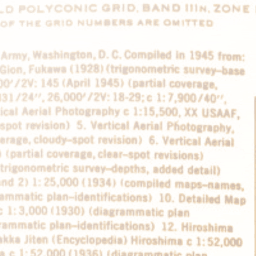 LD POLYCONIC GRID, BAND IIIN, ZONE
OF THE GRID NUMBERS ARE OMITTED
Army, Washington, D. C. Compiled in 1945 from:
Gion, Fukawa (1928) (trigonometric survey–base
00'/2V: 145 (April 1945) (partial coverage,
31/24", 26,000'/2V: 18-29; c 1: 7,900/40",
ical Aerial Photography c 1:15,500, XX USAAF,
spot revision) 5. Vertical Aerial Photography,
erage, cloudy–spot revision) 6. Vertical Aerial
(partial coverage, clear–spot revisions)
trigonometric survey–depths, added detail)
and 2) 1: 25,000 (1934) (compiled maps–names,
ammatic plan–identifications) 10. Detailed Map
c 1: 3,000 (1930) (diagrammatic plan
rammatic plan–identifications) 12. Hiroshima
akka Jiten (Encyclopedia) Hiroshima c 1: 52,000
a c 1: 52,000 (1936) (diagrammatic plan